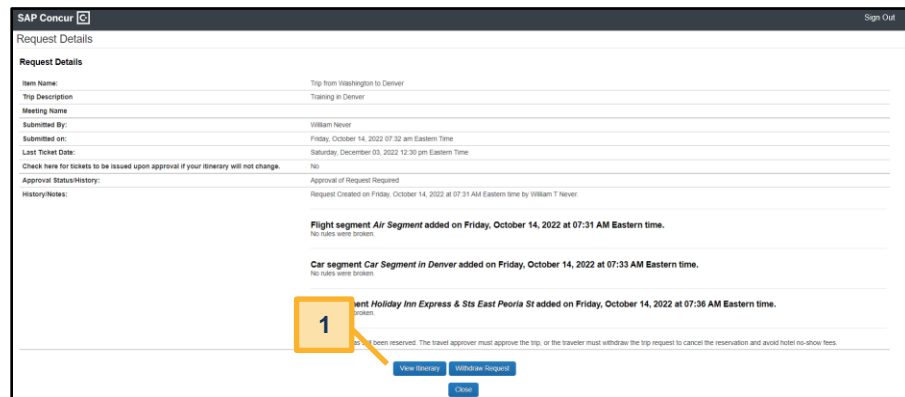 SAP Concur C Sign Out
Request Details
Request Details
Item Name: Trip from Washington to Denver
Trip Description Training in Denver
Meeting Name
Submitted By: William Never
Submitted on: Friday, October 14, 2022 07:32 am Eastern Time
Last Ticket Date: Saturday, December 03, 2022 12:30 pm Eastern Time
Check here for tickets to be issued upon approval if your itinerary will not change. No
Approval Status/History: Approval of Request Required
History/Notes: Request Created on Friday, October 14, 2022 at 07:31 AM Eastern time by William T Never.
Flight segment Air Segment added on Friday, October 14, 2022 at 07:31 AM Eastern time.
No rules were broken.
Car segment Car Segment in Denver added on Friday, October 14, 2022 at 07:33 AM Eastern time.
No rules were broken.
Holiday Inn Express & Sts East Peoria St added on Friday, October 14, 2022 at 07:36 AM Eastern time.
broken.
1
been reserved. The travel approver must approve the trip, or the traveler must withdraw the trip request to cancel the reservation and avoid hotel no-show fees.
View Itinerary Withdraw Request
Close